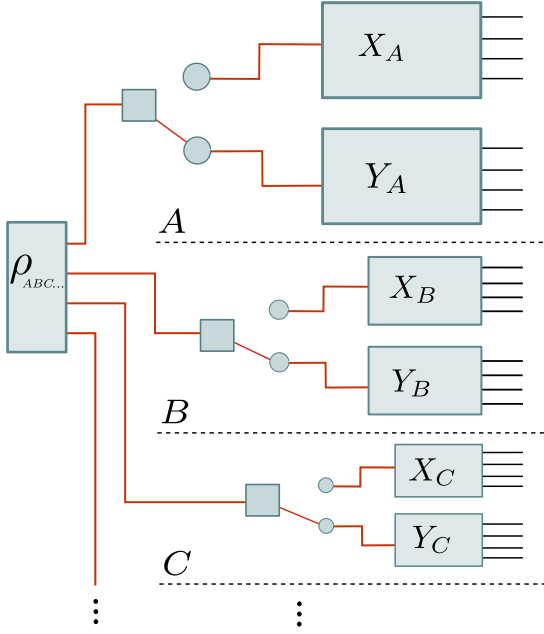 X_A
Y_A
A
ρ_ABC...
X_B
Y_B
B
X_C
Y_C
C
⋮ ⋮